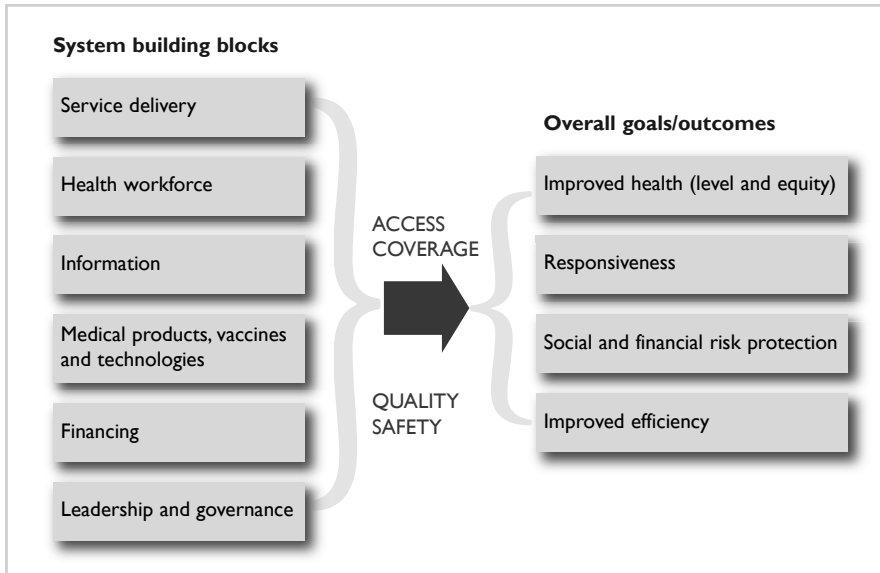 System building blocks
Service delivery
Health workforce
Information
Medical products, vaccines
and technologies
Financing
Leadership and governance
ACCESS
COVERAGE
QUALITY
SAFETY
Overall goals/outcomes
Improved health (level and equity)
Responsiveness
Social and financial risk protection
Improved efficiency